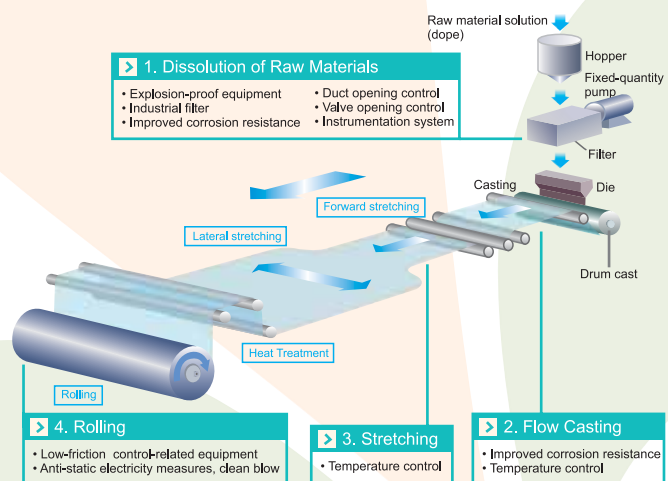 Raw material solution
(dope)
Hopper
Fixed-quantity
pump
Filter
1. Dissolution of Raw Materials
• Explosion-proof equipment
• Industrial filter
• Improved corrosion resistance
• Duct opening control
• Valve opening control
• Instrumentation system
Casting
Die
Drum cast
Forward stretching
Lateral stretching
Heat Treatment
Rolling
4. Rolling
• Low-friction control-related equipment
• Anti-static electricity measures, clean blow
3. Stretching
• Temperature control
2. Flow Casting
• Improved corrosion resistance
• Temperature control